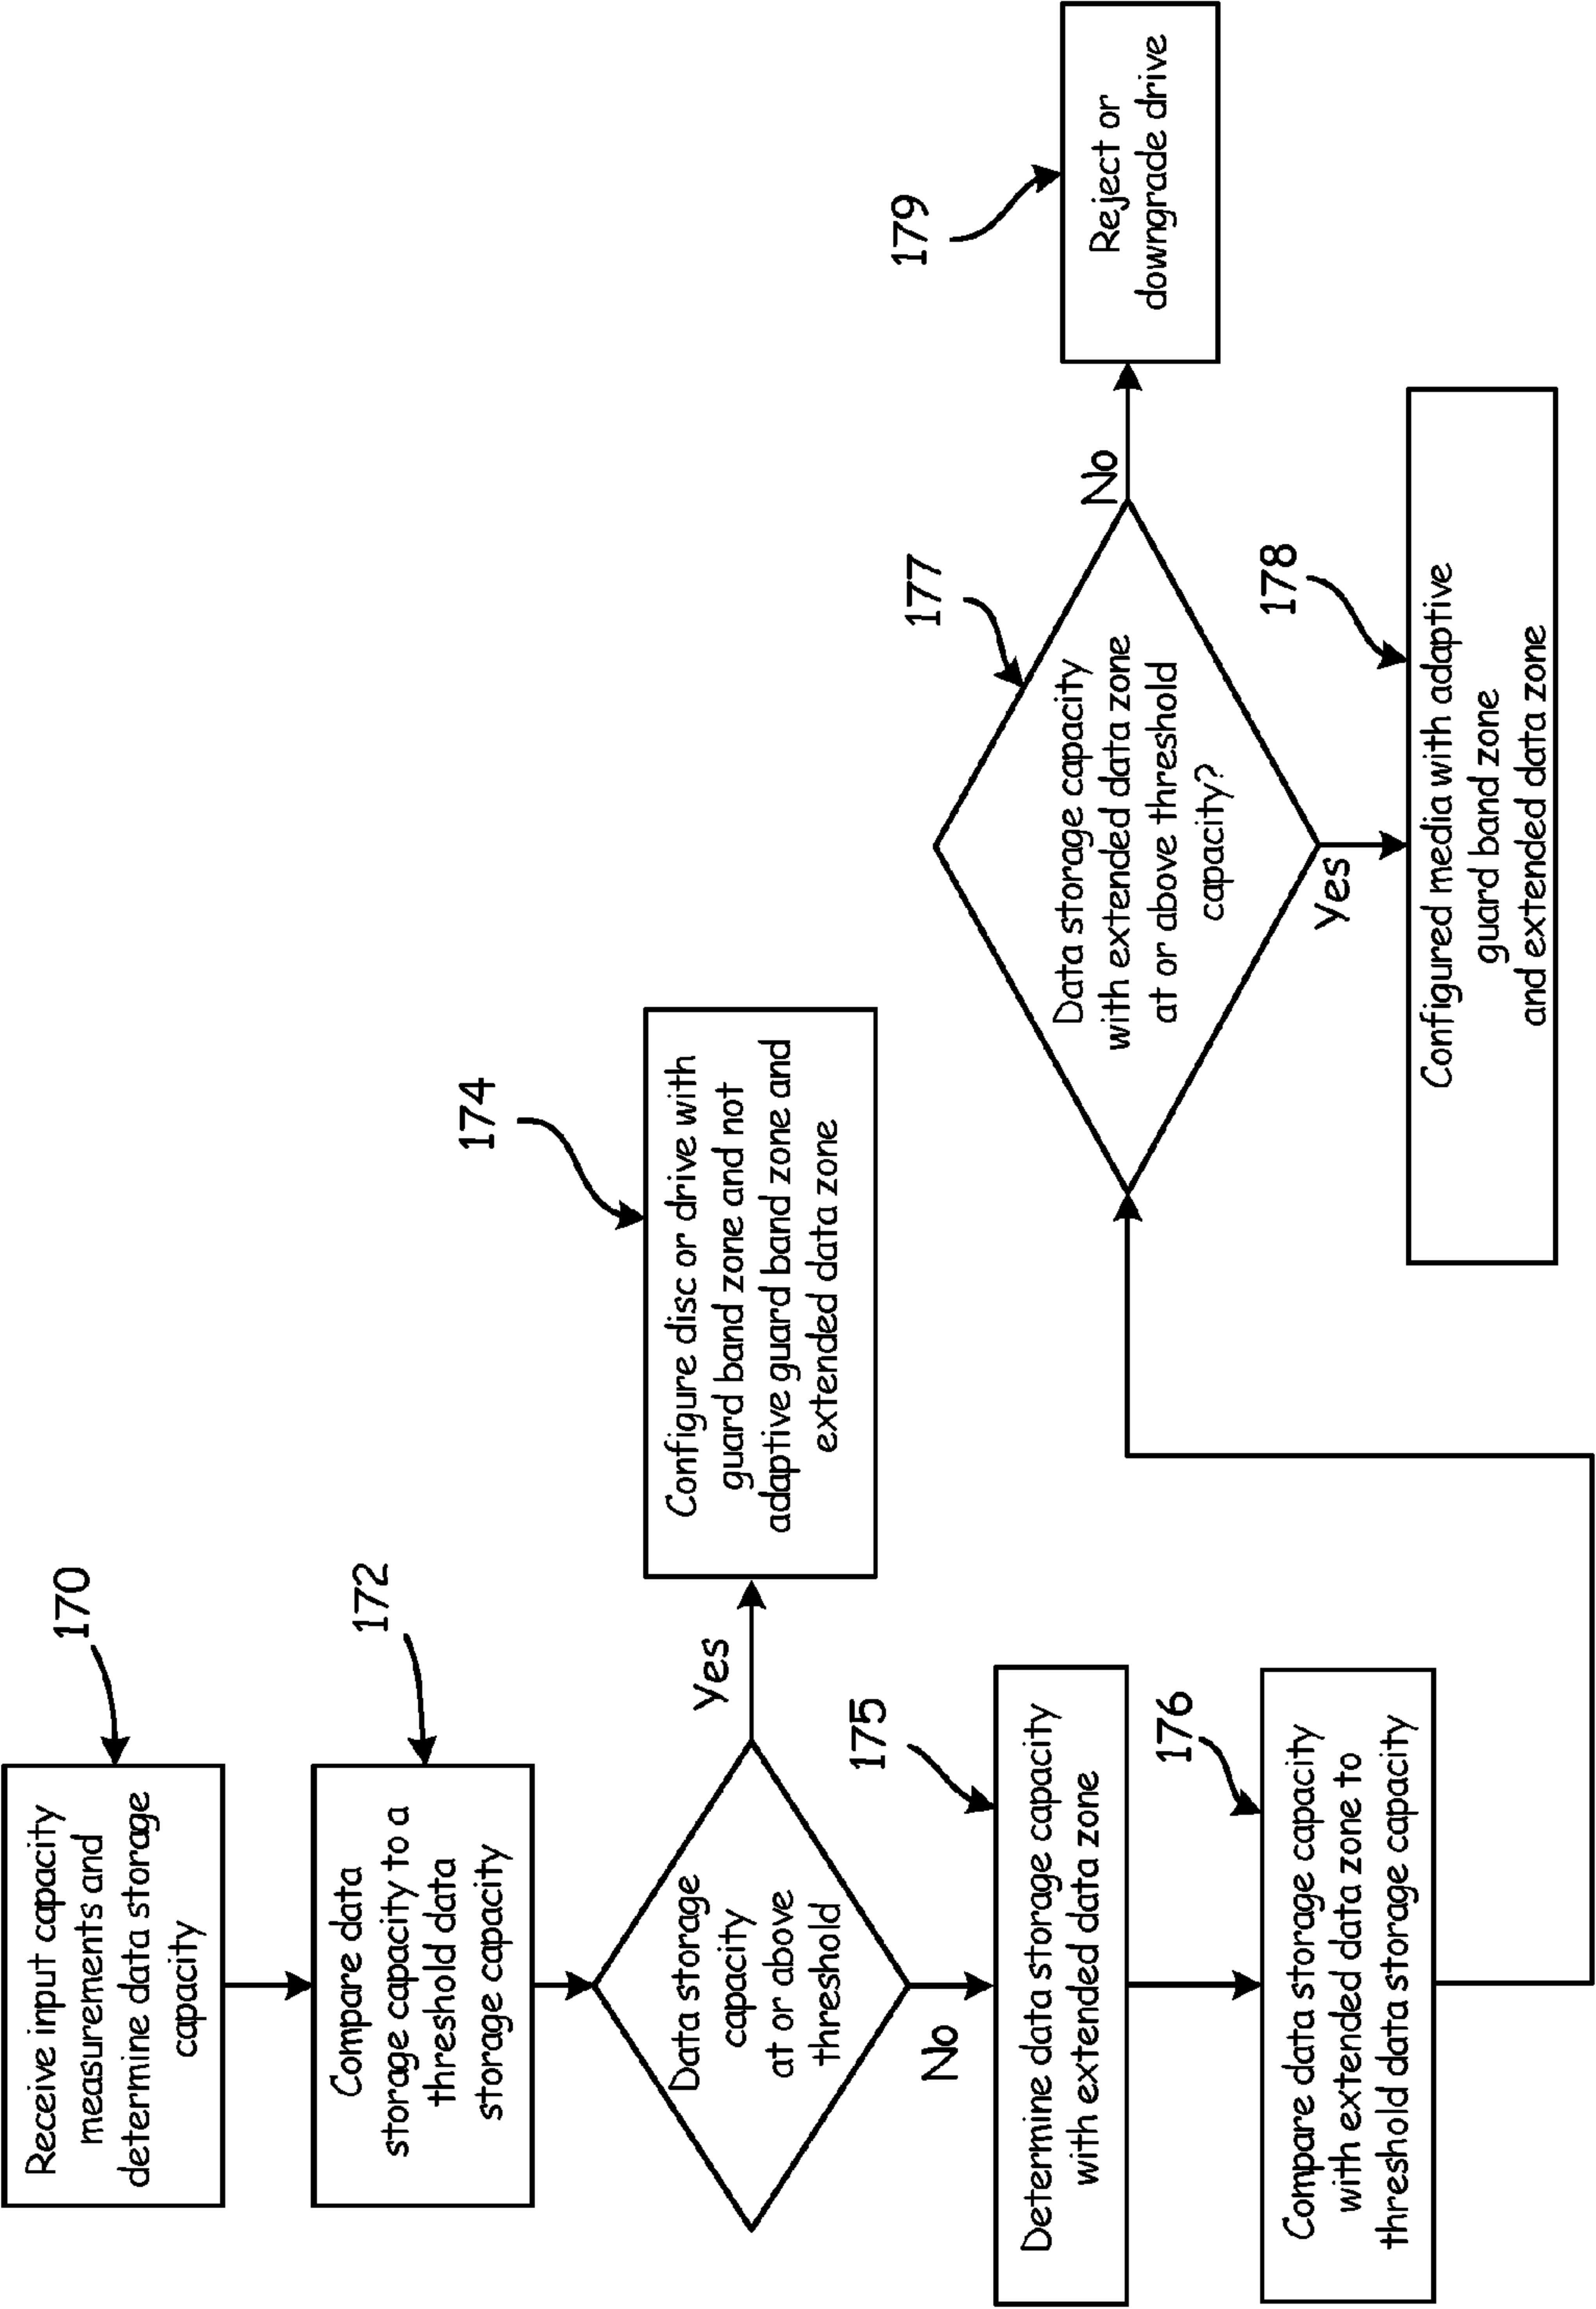 170
Receive input capacity
measurements and
determine data storage
capacity
172
Compare data
storage capacity to a
threshold data
storage capacity
Data storage
capacity
at or above
threshold
Yes
174
Configure disc or drive with
guard band zone and not
adaptive guard band zone and
extended data zone
No
175
Determine data storage capacity
with extended data zone
176
Compare data storage capacity
with extended data zone to
threshold data storage capacity
177
Data storage capacity
with extended data zone
at or above threshold
capacity?
No
179
Reject or
downgrade drive
Yes
178
Configured media with adaptive
guard band zone
and extended data zone